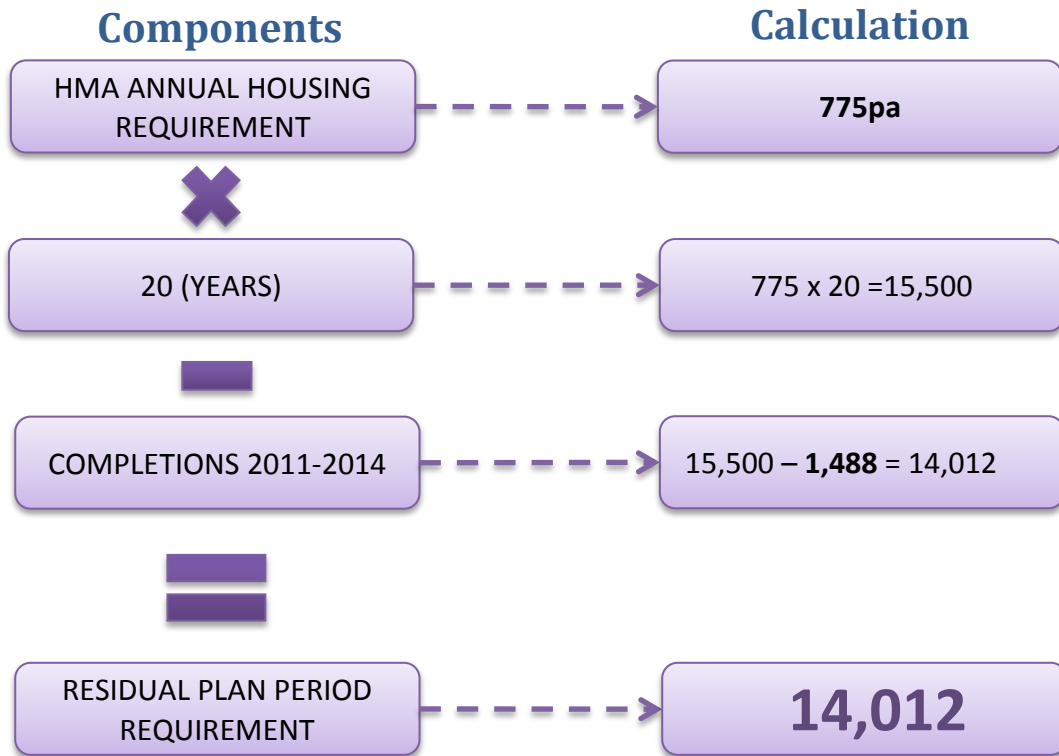 Components
Calculation
HMA ANNUAL HOUSING
REQUIREMENT
775pa
20 (YEARS)
775 x 20 =15,500
COMPLETIONS 2011-2014
15,500 – 1,488 = 14,012
RESIDUAL PLAN PERIOD
REQUIREMENT
14,012